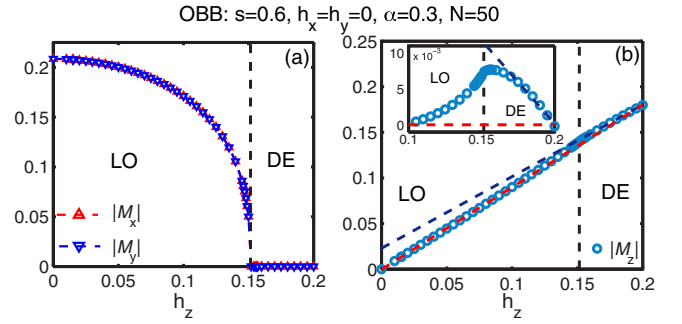 OBB: s=0.6, h_x=h_y=0, α=0.3, N=50
(a)
0.2
0.15
0.1
0.05
0
LO
DE
|M_x|
|M_y|
0 0.05 0.1 0.15 0.2
h_z
(b)
0.25
0.2
0.15
0.1
0.05
0
x 10⁻³
10
5
0
LO
DE
0.1 0.15 0.2
LO
DE
|M_z|
0 0.05 0.1 0.15 0.2
h_z